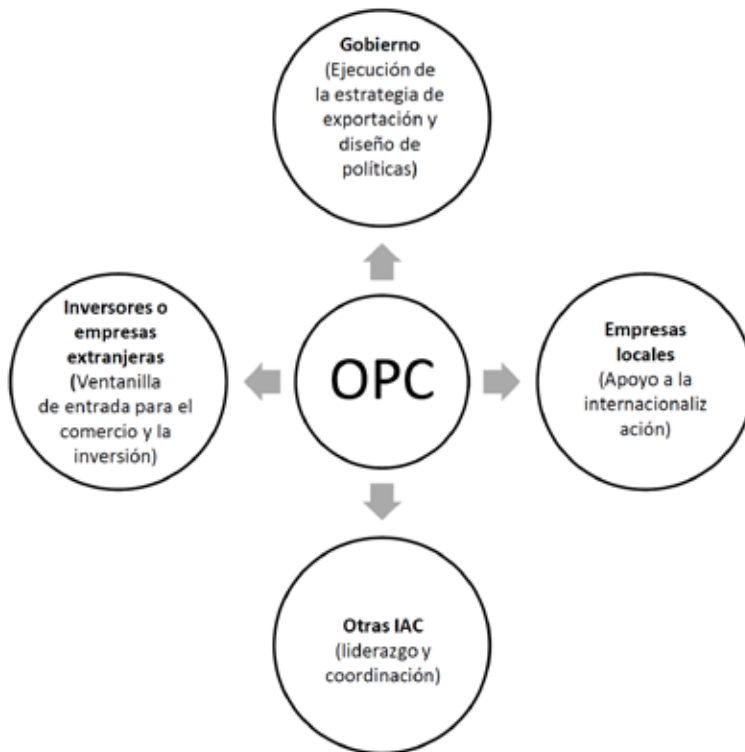 Gobierno
(Ejecución de
la estrategia de
exportación y
diseño de
políticas)
Inversores o
empresas
extranjeras
(Ventanilla
de entrada para el
comercio y la
inversión)
OPC
Empresas
locales
(Apoyo a la
internacionaliz
ación)
Otras IAC
(liderazgo y
coordinación)